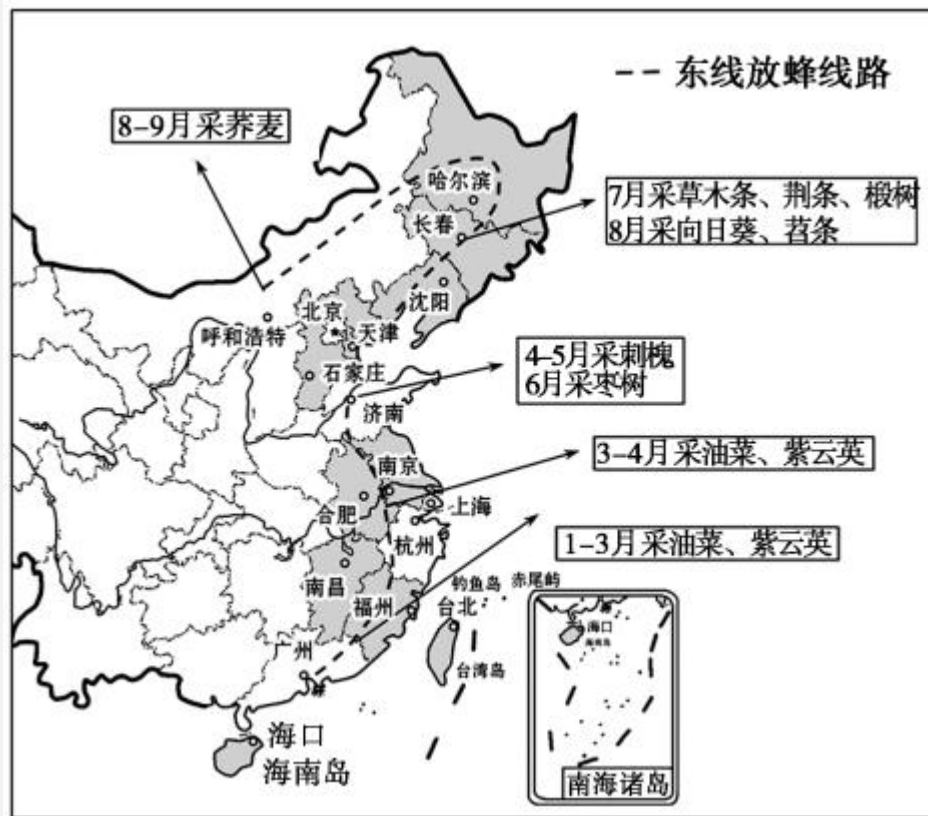 东线放蜂线路
8-9月采荞麦
哈尔滨
7月采草木条、荆条、椴树
8月采向日葵、苕条
长春
沈阳
北京
呼和浩特
天津
石家庄
4-5月采刺槐
6月采枣树
济南
3-4月采油菜、紫云英
南京
合肥
上海
杭州
1-3月采油菜、紫云英
南昌
钓鱼岛
赤尾屿
福州
台北
广州
台湾岛
海口
海南岛
海口
海南岛
南海诸岛